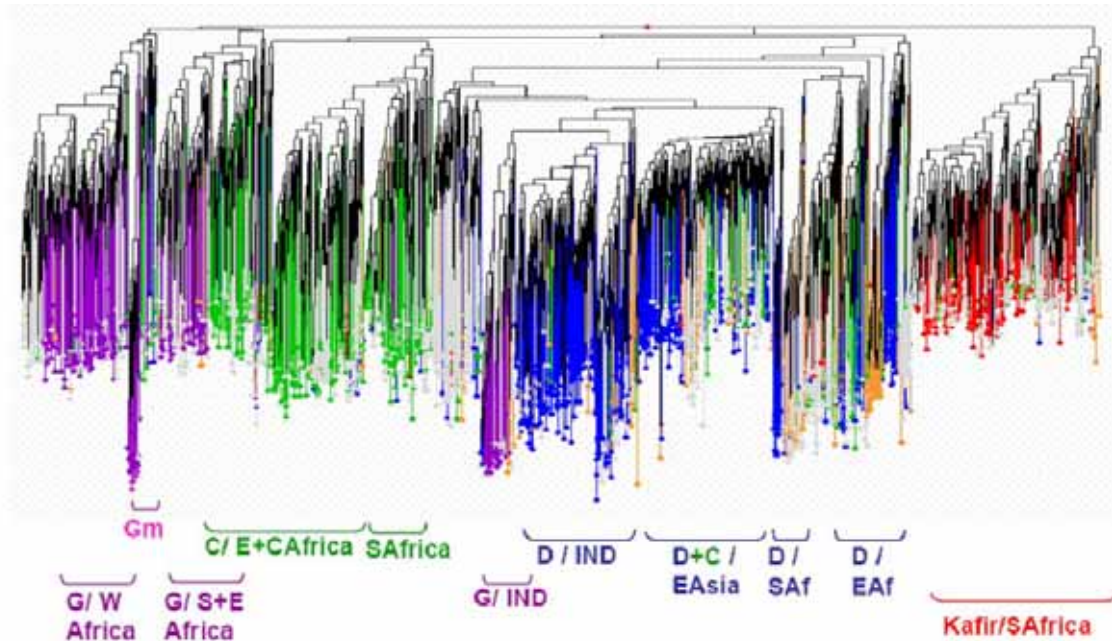 Gm
C/ E+CAfrica
SAfrica
D / IND
D+C /
EAsia
D /
SAf
D /
EAf
G/ W
Africa
G/ S+E
Africa
G/ IND
Kafir/SAfrica